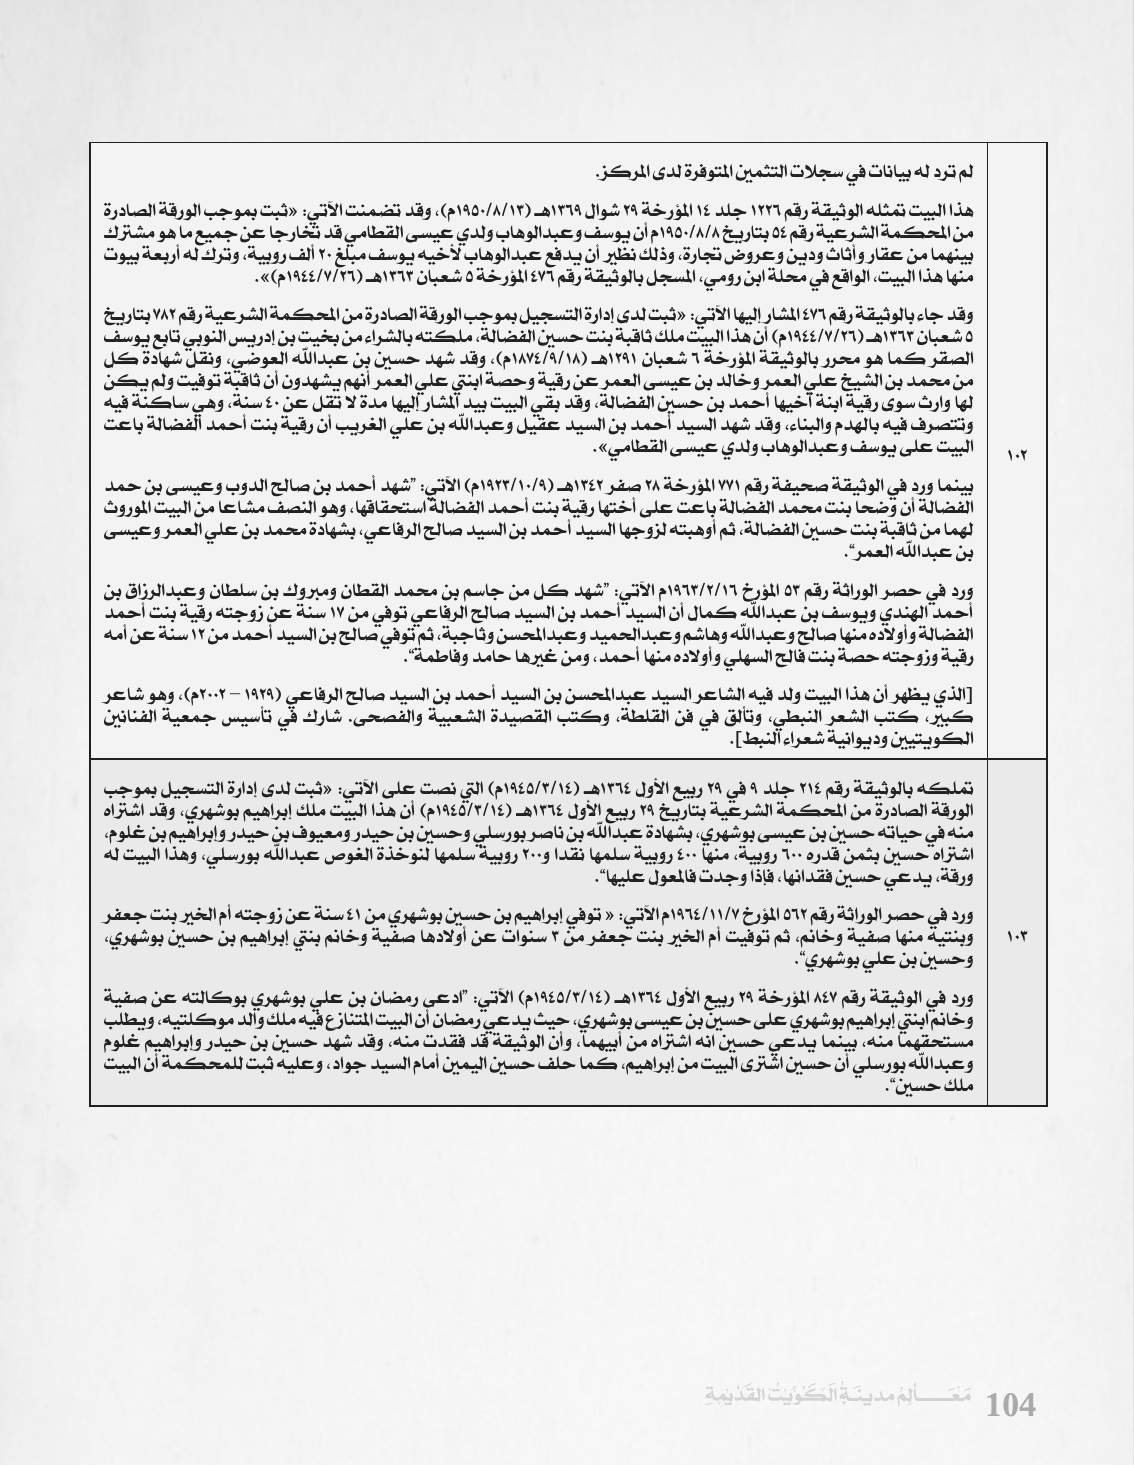 لم ترد له بيانات في سجلات التثمين المتوفرة لدى المركز.
هذا البيت تمثله الوثيقة رقم ١٢٢٦ جلد ١٤ المؤرخة ٢٩ شوال ١٣٦٩هـ (١٩٥٠/٨/١٣م)، وقد تضمنت الآتي: «ثبت بموجب الورقة الصادرة
من المحكمة الشرعية رقم ٥٤ بتاريخ ١٩٥٠/٨/٨م أن يوسف وعبدالوهاب ولدي عيسى القطامي قد تخارجا عن جميع ما هو مشترك
بينهما من عقار وأثاث ودين وعروض تجارة، وذلك نظير أن يدفع عبدالوهاب لأخيه يوسف مبلغ ٢٠ ألف روبية، وترك له أربعة بيوت
منها هذا البيت، الواقع في محلة ابن رومي، المسجل بالوثيقة رقم ٤٧٦ المؤرخة ٥ شعبان ١٣٦٣هـ (١٩٤٤/٧/٢٦م)».
وقد جاء بالوثيقة رقم ٤٧٦ المشار إليها الآتي: «ثبت لدى إدارة التسجيل بموجب الورقة الصادرة من المحكمة الشرعية رقم ٧٨٢ بتاريخ
٥ شعبان ١٣٦٣هـ (١٩٤٤/٧/٢٦م) أن هذا البيت ملك ثاقبة بنت حسين الفضالة، ملكته بالشراء من بخيت بن إدريس النوبي تابع يوسف
الصقر كما هو محرر بالوثيقة المؤرخة ٦ شعبان ١٢٩١هـ (١٨٧٤/٩/١٨م)، وقد شهد حسين بن عبدالله العوضي، ونقل شهادة كل
من محمد بن الشيخ علي العمر وخالد بن عيسى العمر عن رقية وحصة ابنتي علي العمر أنهم يشهدون أن ثاقبة توفيت ولم يكن
لها وارث سوى رقية ابنة أخيها أحمد بن حسين الفضالة، وقد بقي البيت بيد المشار إليها مدة لا تقل عن ٤٠ سنة، وهي ساكنة فيه
وتتصرف فيه بالهدم والبناء، وقد شهد السيد أحمد بن السيد عقيل وعبدالله بن علي الغريب أن رقية بنت أحمد الفضالة باعت
البيت على يوسف وعبدالوهاب ولدي عيسى القطامي».
١٠٢
بينما ورد في الوثيقة صحيفة رقم ٧٧١ المؤرخة ٢٨ صفر ١٣٤٢هـ (١٩٢٣/١٠/٩م) الآتي: ”شهد أحمد بن صالح الدوب وعيسى بن حمد
الفضالة أن وضحا بنت محمد الفضالة باعت على أختها رقية بنت أحمد الفضالة استحقاقها، وهو النصف مشاعا من البيت الموروث
لهما من ثاقبة بنت حسين الفضالة، ثم أوهبته لزوجها السيد أحمد بن السيد صالح الرفاعي، بشهادة محمد بن علي العمر وعيسى
بن عبدالله العمر“.
ورد في حصر الوراثة رقم ٥٣ المؤرخ ١٩٦٣/٢/١٦م الآتي: ”شهد كل من جاسم بن محمد القطان ومبروك بن سلطان وعبدالرزاق بن
أحمد الهندي ويوسف بن عبدالله كمال أن السيد أحمد بن السيد صالح الرفاعي توفي من ١٧ سنة عن زوجته رقية بنت أحمد
الفضالة وأولاده منها صالح وعبدالله وهاشم وعبدالحميد وعبدالمحسن وثاجبة، ثم توفي صالح بن السيد أحمد من ١٢ سنة عن أمه
رقية وزوجته حصة بنت فالح السهلي وأولاده منها أحمد، ومن غيرها حامد وفاطمة“.
[الذي يظهر أن هذا البيت ولد فيه الشاعر السيد عبدالمحسن بن السيد أحمد بن السيد صالح الرفاعي (١٩٢٩ – ٢٠٠٢م)، وهو شاعر
كبير، كتب الشعر النبطي، وتألق في فن القلطة، وكتب القصيدة الشعبية والفصحى. شارك في تأسيس جمعية الفنانين
الكويتيين وديوانية شعراء النبط].
تملكه بالوثيقة رقم ٢١٤ جلد ٩ في ٢٩ ربيع الأول ١٣٦٤هـ (١٩٤٥/٣/١٤م) التي نصت على الآتي: «ثبت لدى إدارة التسجيل بموجب
الورقة الصادرة من المحكمة الشرعية بتاريخ ٢٩ ربيع الأول ١٣٦٤هـ (١٩٤٥/٣/١٤م) أن هذا البيت ملك إبراهيم بوشهري، وقد اشتراه
منه في حياته حسين بن عيسى بوشهري، بشهادة عبدالله بن ناصر بورسلي وحسين بن حيدر ومعيوف بن حيدر وإبراهيم بن غلوم،
اشتراه حسين بثمن قدره ٦٠٠ روبية، منها ٤٠٠ روبية سلمها نقدا و٢٠٠ روبية سلمها لنوخذة الغوص عبدالله بورسلي، وهذا البيت له
ورقة، يدعي حسين فقدانها، فإذا وجدت فالمعول عليها“.
ورد في حصر الوراثة رقم ٥٦٢ المؤرخ ١٩٦٤/١١/٧م الآتي: « توفي إبراهيم بن حسين بوشهري من ٤١ سنة عن زوجته أم الخير بنت جعفر
وبنتيه منها صفية وخانم، ثم توفيت أم الخير بنت جعفر من ٣ سنوات عن أولادها صفية وخانم بنتي إبراهيم بن حسين بوشهري،
وحسين بن علي بوشهري“.
١٠٣
ورد في الوثيقة رقم ٨٤٧ المؤرخة ٢٩ ربيع الأول ١٣٦٤هـ (١٩٤٥/٣/١٤م) الآتي: ”ادعى رمضان بن علي بوشهري بوكالته عن صفية
وخانم ابنتي إبراهيم بوشهري على حسين بن عيسى بوشهري، حيث يدعي رمضان أن البيت المتنازع فيه ملك والد موكلتيه، ويطلب
مستحقهما منه، بينما يدعي حسين انه اشتراه من أبيهما، وأن الوثيقة قد فقدت منه، وقد شهد حسين بن حيدر وإبراهيم غلوم
وعبدالله بورسلي أن حسين اشترى البيت من إبراهيم، كما حلف حسين اليمين أمام السيد جواد، وعليه ثبت للمحكمة أن البيت
ملك حسين“.
مَعَـــالِمُ مدينَةُ الكُوَيْتُ القَدِيمَةِ 104